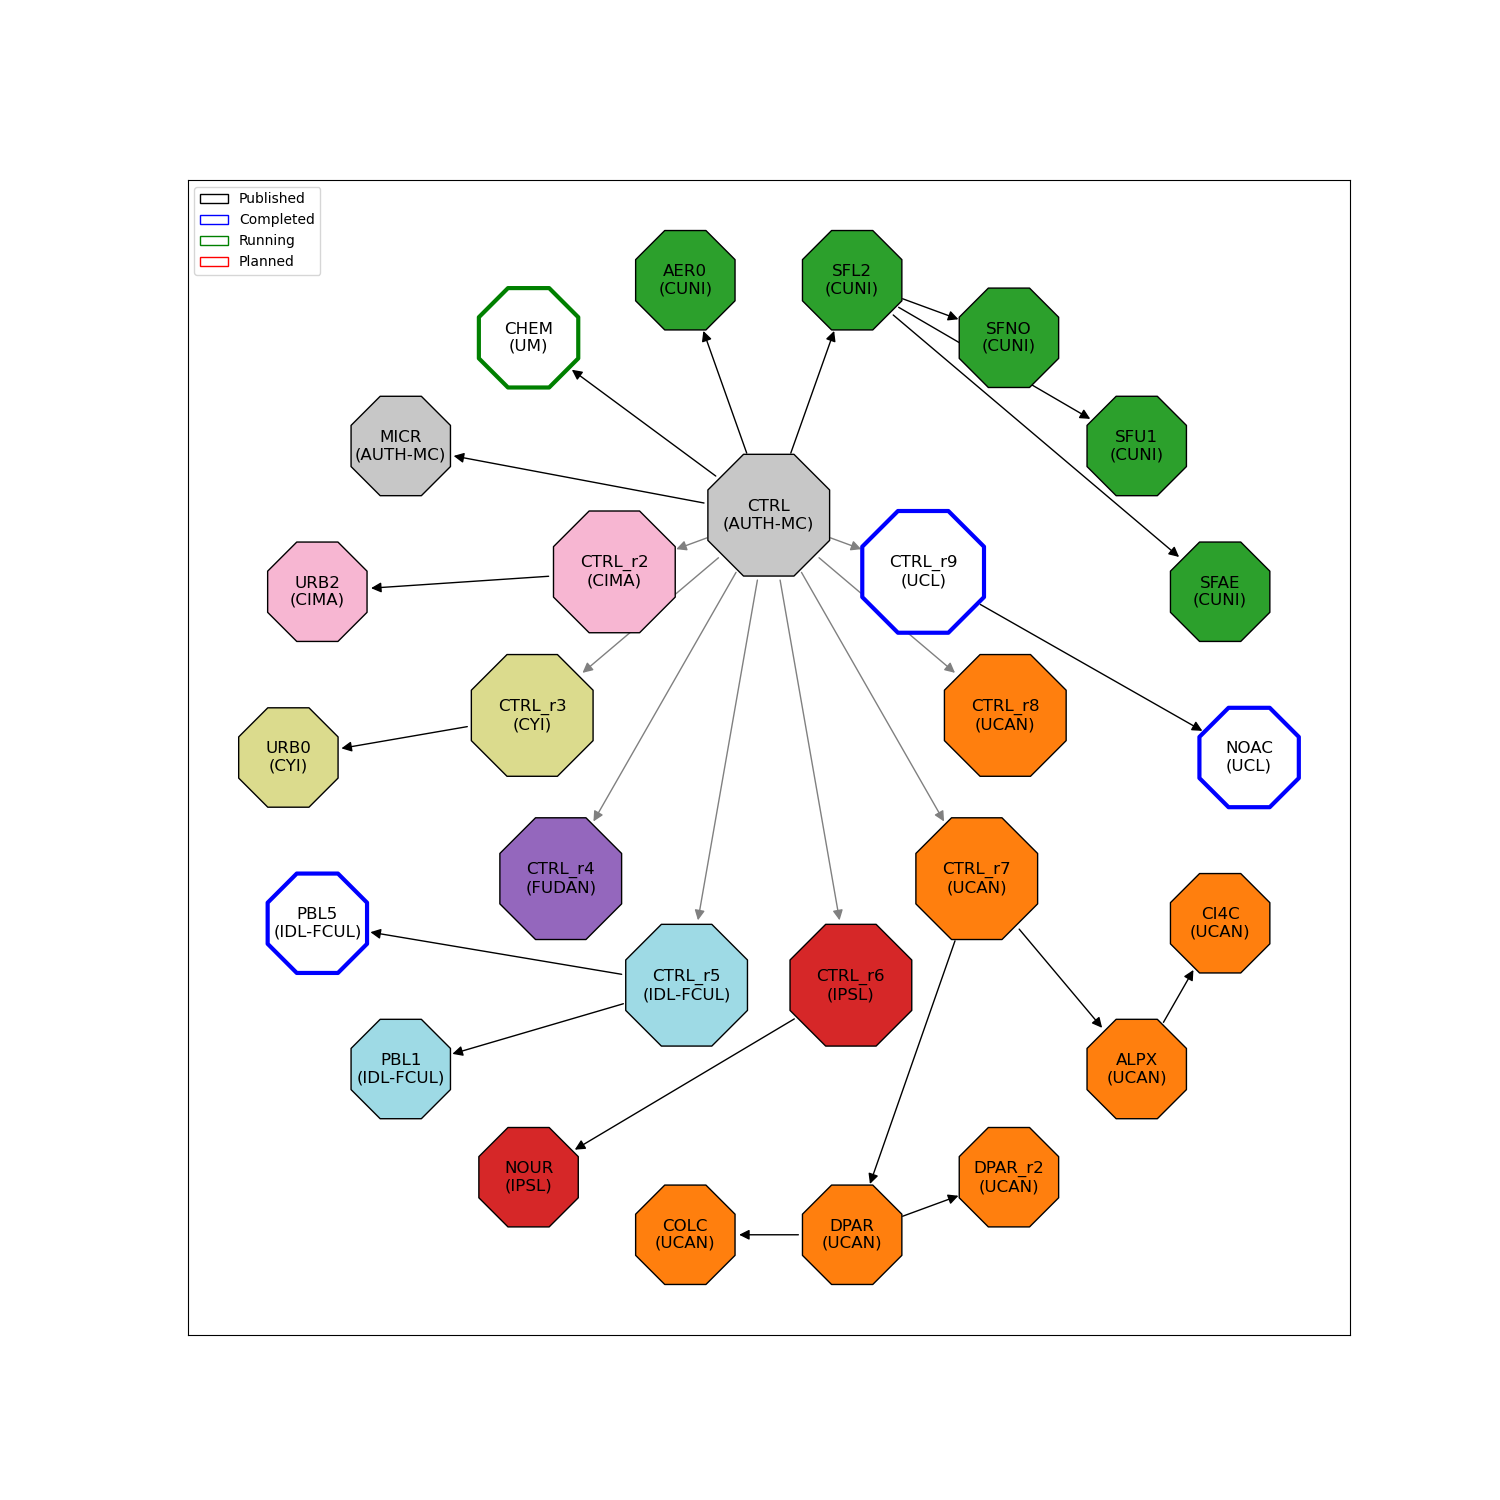 Published
Completed
Running
Planned
AER0
(CUNI)
SFL2
(CUNI)
CHEM
(UM)
SFNO
(CUNI)
MICR
(AUTH-MC)
SFU1
(CUNI)
CTRL
(AUTH-MC)
CTRL_r2
(CIMA)
CTRL_r9
(UCL)
URB2
(CIMA)
SFAE
(CUNI)
CTRL_r3
(CYI)
CTRL_r8
(UCAN)
URB0
(CYI)
NOAC
(UCL)
CTRL_r4
(FUDAN)
CTRL_r7
(UCAN)
PBL5
(IDL-FCUL)
CI4C
(UCAN)
CTRL_r5
(IDL-FCUL)
CTRL_r6
(IPSL)
PBL1
(IDL-FCUL)
ALPX
(UCAN)
NOUR
(IPSL)
DPAR_r2
(UCAN)
COLC
(UCAN)
DPAR
(UCAN)